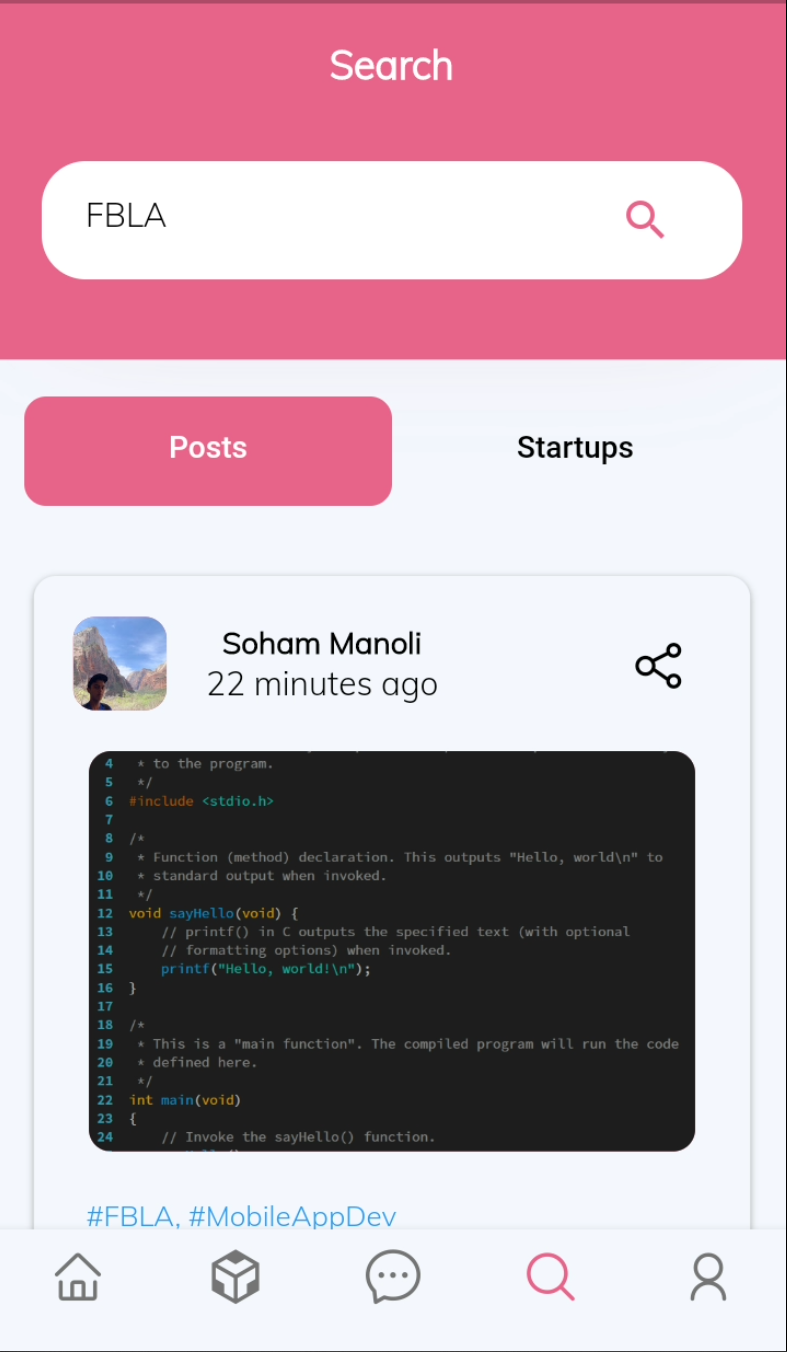 Search
FBLA
Posts
Startups
Soham Manoli
22 minutes ago
4 * to the program.
5 */
6 #include <stdio.h>
7
8 /*
9 * Function (method) declaration. This outputs "Hello, world\n" to
10 * standard output when invoked.
11 */
12 void sayHello(void) {
13 // printf() in C outputs the specified text (with optional
14 // formatting options) when invoked.
15 printf("Hello, world!\n");
16 }
17
18 /*
19 * This is a "main function". The compiled program will run the code
20 * defined here.
21 */
22 int main(void)
23 {
24 // Invoke the sayHello() function.
#FBLA, #MobileAppDev